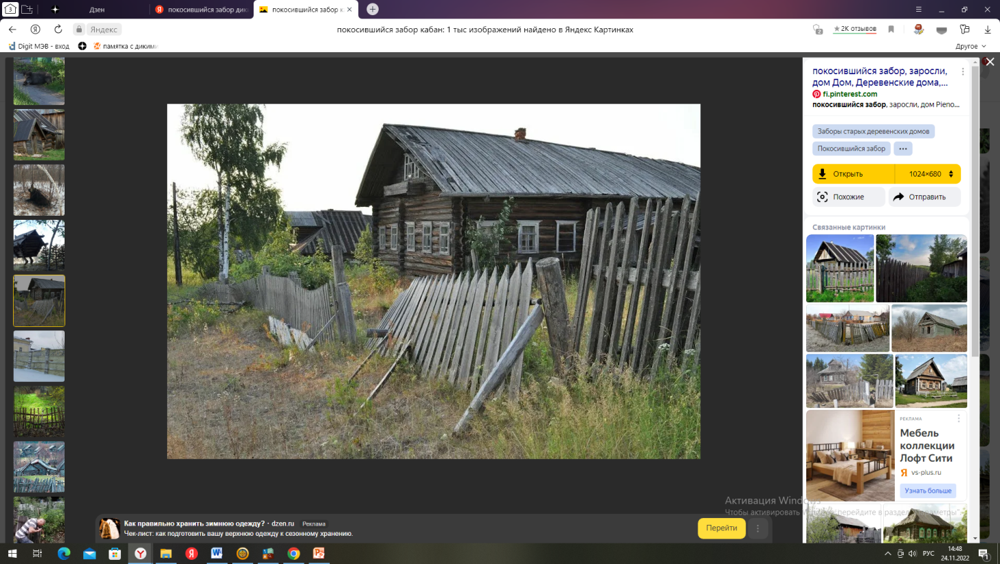 3
Дзен
покосившийся забор дик
покосившийся забор к
Яндекс
покосившийся забор кабан: 1 тыс изображений найдено в Яндекс Картинках
2
2K отзывов
Digit МЭВ - вход
памятка с дикими
Другое
покосившийся забор, заросли,
дом Дом, Деревенские дома,...
fi.pinterest.com
покосившийся забор, заросли, дом Pieno...
Заборы старых деревенских домов
Покосившийся забор
Открыть
1024×680
Похожие
Отправить
Связанные картинки
РЕКЛАМА
Мебель
коллекции
Лофт Сити
vs-plus.ru
Узнать больше
Активация Windows
Чтобы активировать перейдите в раздел
Как правильно хранить зимнюю одежду? · dzen.ru Реклама
Чек-лист: как подготовить вашу верхнюю одежду к сезонному хранению.
Перейти
РУС
14:48
24.11.2022
1